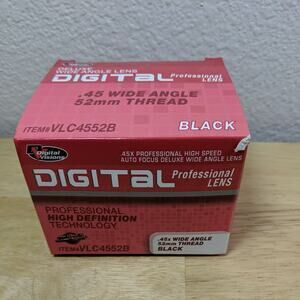 DELUXE
WIDE ANGLE LENS
DIGITAL Professional
LENS
.45 WIDE ANGLE
52mm THREAD
ITEM#VLC4552B
BLACK
Digital
Visions
.45X PROFESSIONAL HIGH SPEED
AUTO FOCUS DELUXE WIDE ANGLE LENS
DIGITAL Professional
LENS
PROFESSIONAL
HIGH DEFINITION
TECHNOLOGY
ITEM#VLC4552B
.45x WIDE ANGLE
52mm THREAD
BLACK